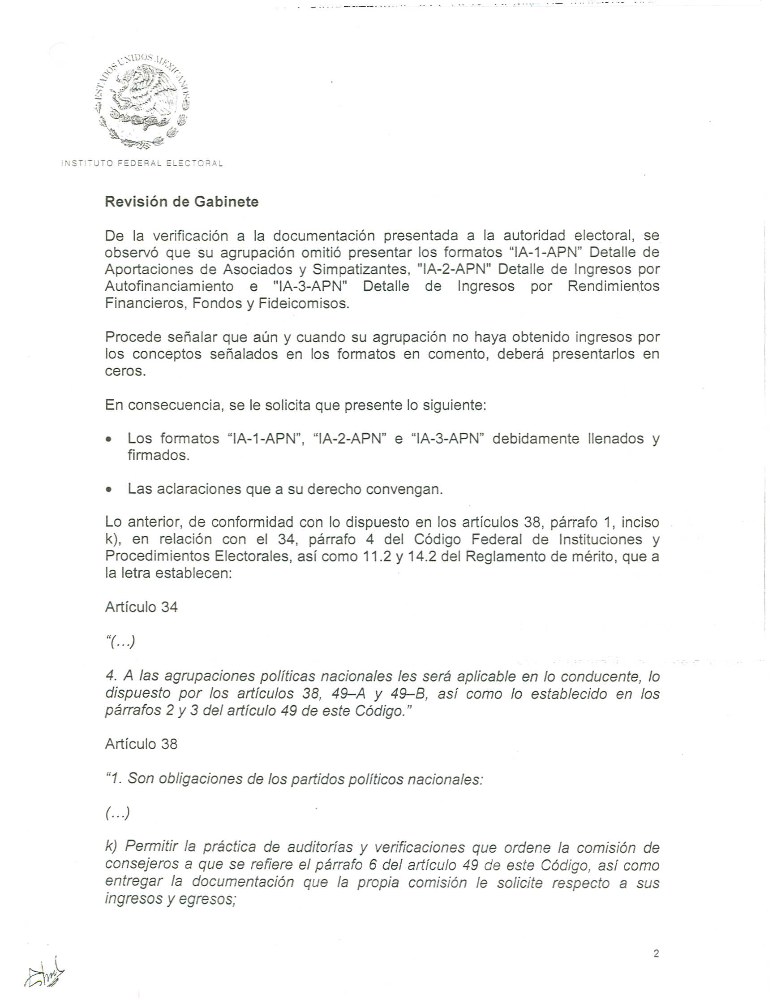 ESTADOS UNIDOS MEXICANOS
INSTITUTO FEDERAL ELECTORAL
Revisión de Gabinete
De la verificación a la documentación presentada a la autoridad electoral, se
observó que su agrupación omitió presentar los formatos “IA-1-APN” Detalle de
Aportaciones de Asociados y Simpatizantes, "IA-2-APN" Detalle de Ingresos por
Autofinanciamiento e "IA-3-APN" Detalle de Ingresos por Rendimientos
Financieros, Fondos y Fideicomisos.
Procede señalar que aún y cuando su agrupación no haya obtenido ingresos por
los conceptos señalados en los formatos en comento, deberá presentarlos en
ceros.
En consecuencia, se le solicita que presente lo siguiente:
• Los formatos “IA-1-APN”, “IA-2-APN” e “IA-3-APN” debidamente llenados y
firmados.
• Las aclaraciones que a su derecho convengan.
Lo anterior, de conformidad con lo dispuesto en los artículos 38, párrafo 1, inciso
k), en relación con el 34, párrafo 4 del Código Federal de Instituciones y
Procedimientos Electorales, así como 11.2 y 14.2 del Reglamento de mérito, que a
la letra establecen:
Artículo 34
“(...)
4. A las agrupaciones políticas nacionales les será aplicable en lo conducente, lo
dispuesto por los artículos 38, 49–A y 49–B, así como lo establecido en los
párrafos 2 y 3 del artículo 49 de este Código.”
Artículo 38
“1. Son obligaciones de los partidos políticos nacionales:
(...)
k) Permitir la práctica de auditorías y verificaciones que ordene la comisión de
consejeros a que se refiere el párrafo 6 del artículo 49 de este Código, así como
entregar la documentación que la propia comisión le solicite respecto a sus
ingresos y egresos;
2